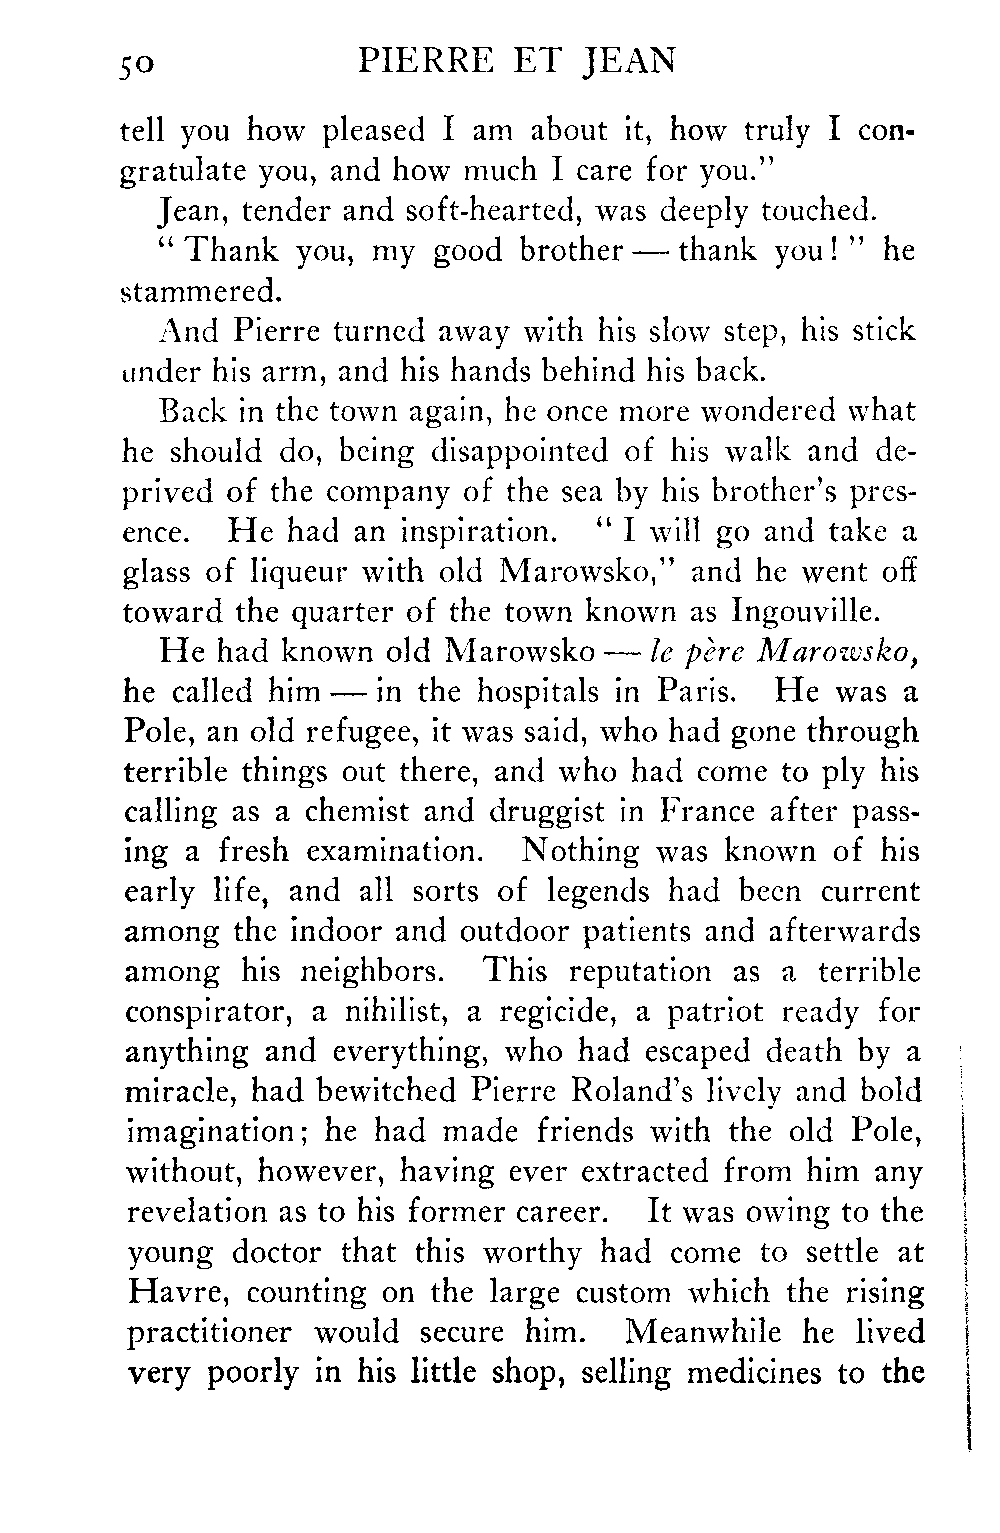 50 PIERRE ET JEAN
tell you how pleased I am about it, how truly I con-
gratulate you, and how much I care for you."
Jean, tender and soft-hearted, was deeply touched.
" Thank you, my good brother — thank you ! " he
stammered.
And Pierre turned away with his slow step, his stick
under his arm, and his hands behind his back.
Back in the town again, he once more wondered what
he should do, being disappointed of his walk and de-
prived of the company of the sea by his brother's pres-
ence. He had an inspiration. " I will go and take a
glass of liqueur with old Marowsko," and he went off
toward the quarter of the town known as Ingouville.
He had known old Marowsko — le père Marowsko,
he called him — in the hospitals in Paris. He was a
Pole, an old refugee, it was said, who had gone through
terrible things out there, and who had come to ply his
calling as a chemist and druggist in France after pass-
ing a fresh examination. Nothing was known of his
early life, and all sorts of legends had been current
among the indoor and outdoor patients and afterwards
among his neighbors. This reputation as a terrible
conspirator, a nihilist, a regicide, a patriot ready for
anything and everything, who had escaped death by a
miracle, had bewitched Pierre Roland's lively and bold
imagination; he had made friends with the old Pole,
without, however, having ever extracted from him any
revelation as to his former career. It was owing to the
young doctor that this worthy had come to settle at
Havre, counting on the large custom which the rising
practitioner would secure him. Meanwhile he lived
very poorly in his little shop, selling medicines to the